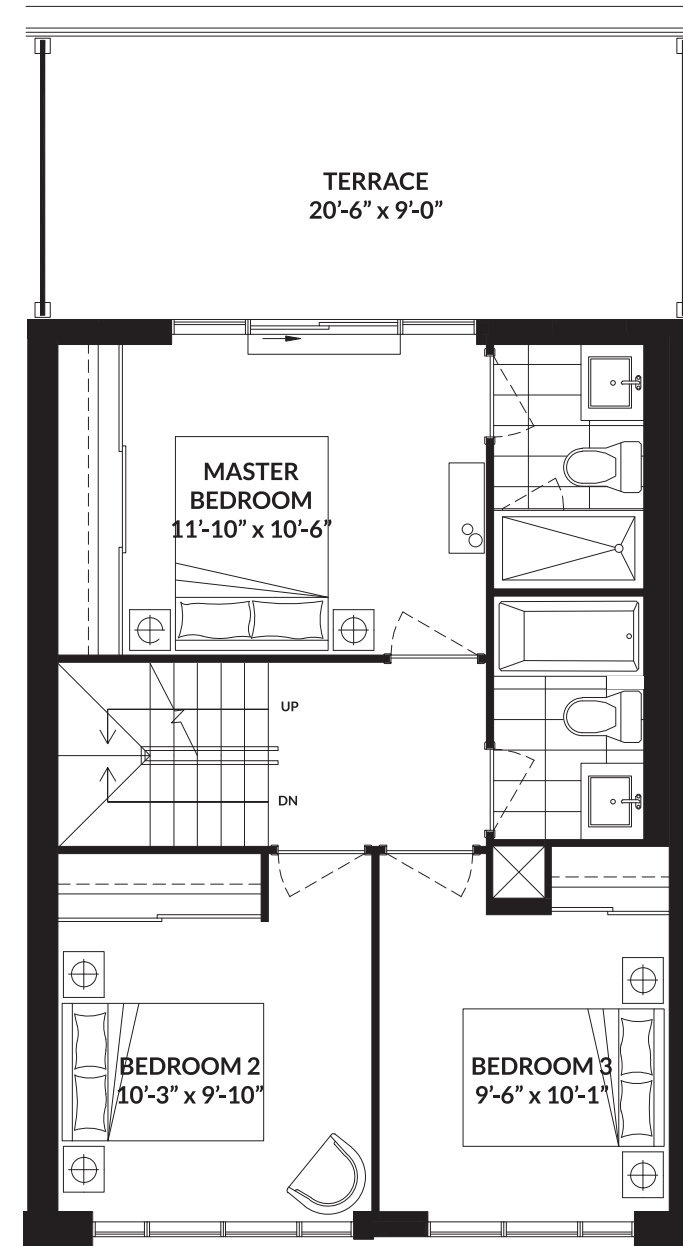 TERRACE
20’-6” x 9’-0”
MASTER
BEDROOM
11’-10” x 10’-6”
UP
DN
BEDROOM 2
10’-3” x 9’-10”
BEDROOM 3
9’-6” x 10’-1”